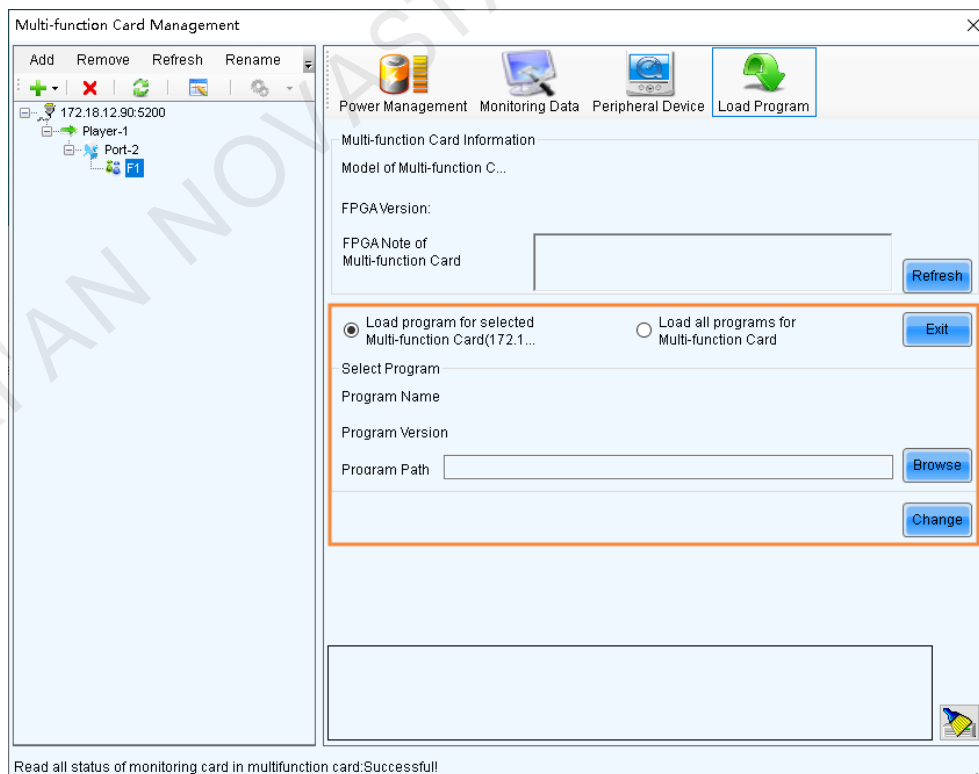 Multi-function Card Management
Add Remove Refresh Rename
172.18.12.90:5200
Player-1
Port-2
F1
Power Management Monitoring Data Peripheral Device Load Program
Multi-function Card Information
Model of Multi-function C...
FPGA Version:
FPGA Note of
Multi-function Card
Refresh
Load program for selected
Multi-function Card(172.1...
Load all programs for
Multi-function Card
Exit
Select Program
Program Name
Program Version
Program Path
Browse
Change
Read all status of monitoring card in multifunction card:Successful!